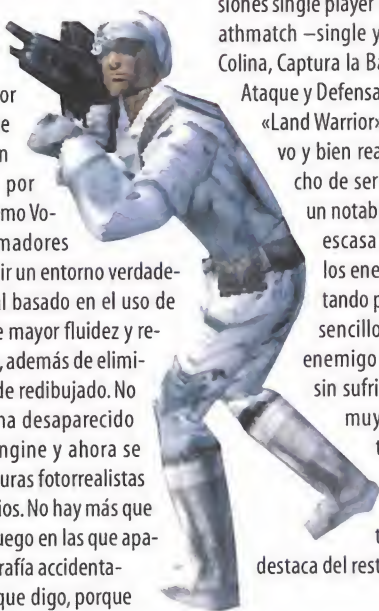 or
e
n
por
mo Vo-
madores
ir un entorno verdade-
al basado en el uso de
e mayor fluidez y re-
, además de elimi-
de redibujado. No
ha desaparecido
ngine y ahora se
uras fotorrealistas
ios. No hay más que
uego en las que apa-
rafía accidenta-
que digo, porque
siones single player
athmatch –single y
Colina, Captura la Ba
Ataque y Defensa
«Land Warrior»
vo y bien rea
cho de ser
un notab
escasa
los ene
tando p
sencillo
enemigo
sin sufri
muy
t
t
destaca del rest